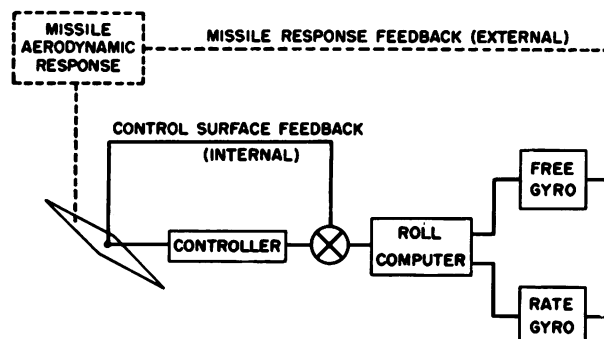 MISSILE
AERODYNAMIC
RESPONSE
MISSILE RESPONSE FEEDBACK (EXTERNAL)
CONTROL SURFACE FEEDBACK
(INTERNAL)
CONTROLLER
ROLL
COMPUTER
FREE
GYRO
RATE
GYRO